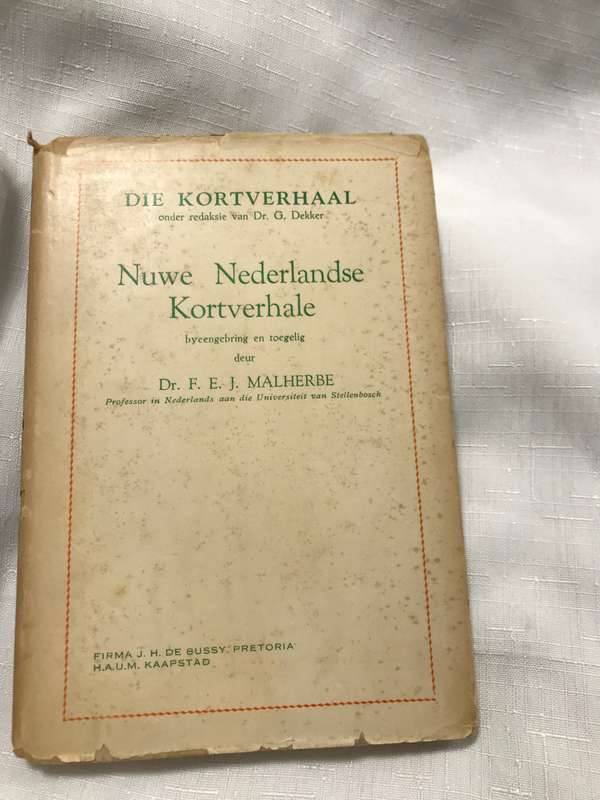 DIE KORTVERHAAL
onder redaksie van Dr. G. Dekker
Nuwe Nederlandse
Kortverhale
byeengebring en toegelig
deur
Dr. F. E. J. MALHERBE
Professor in Nederlands aan die Universiteit van Stellenbosch
FIRMA J. H. DE BUSSY, PRETORIA
H.A.U.M. KAAPSTAD